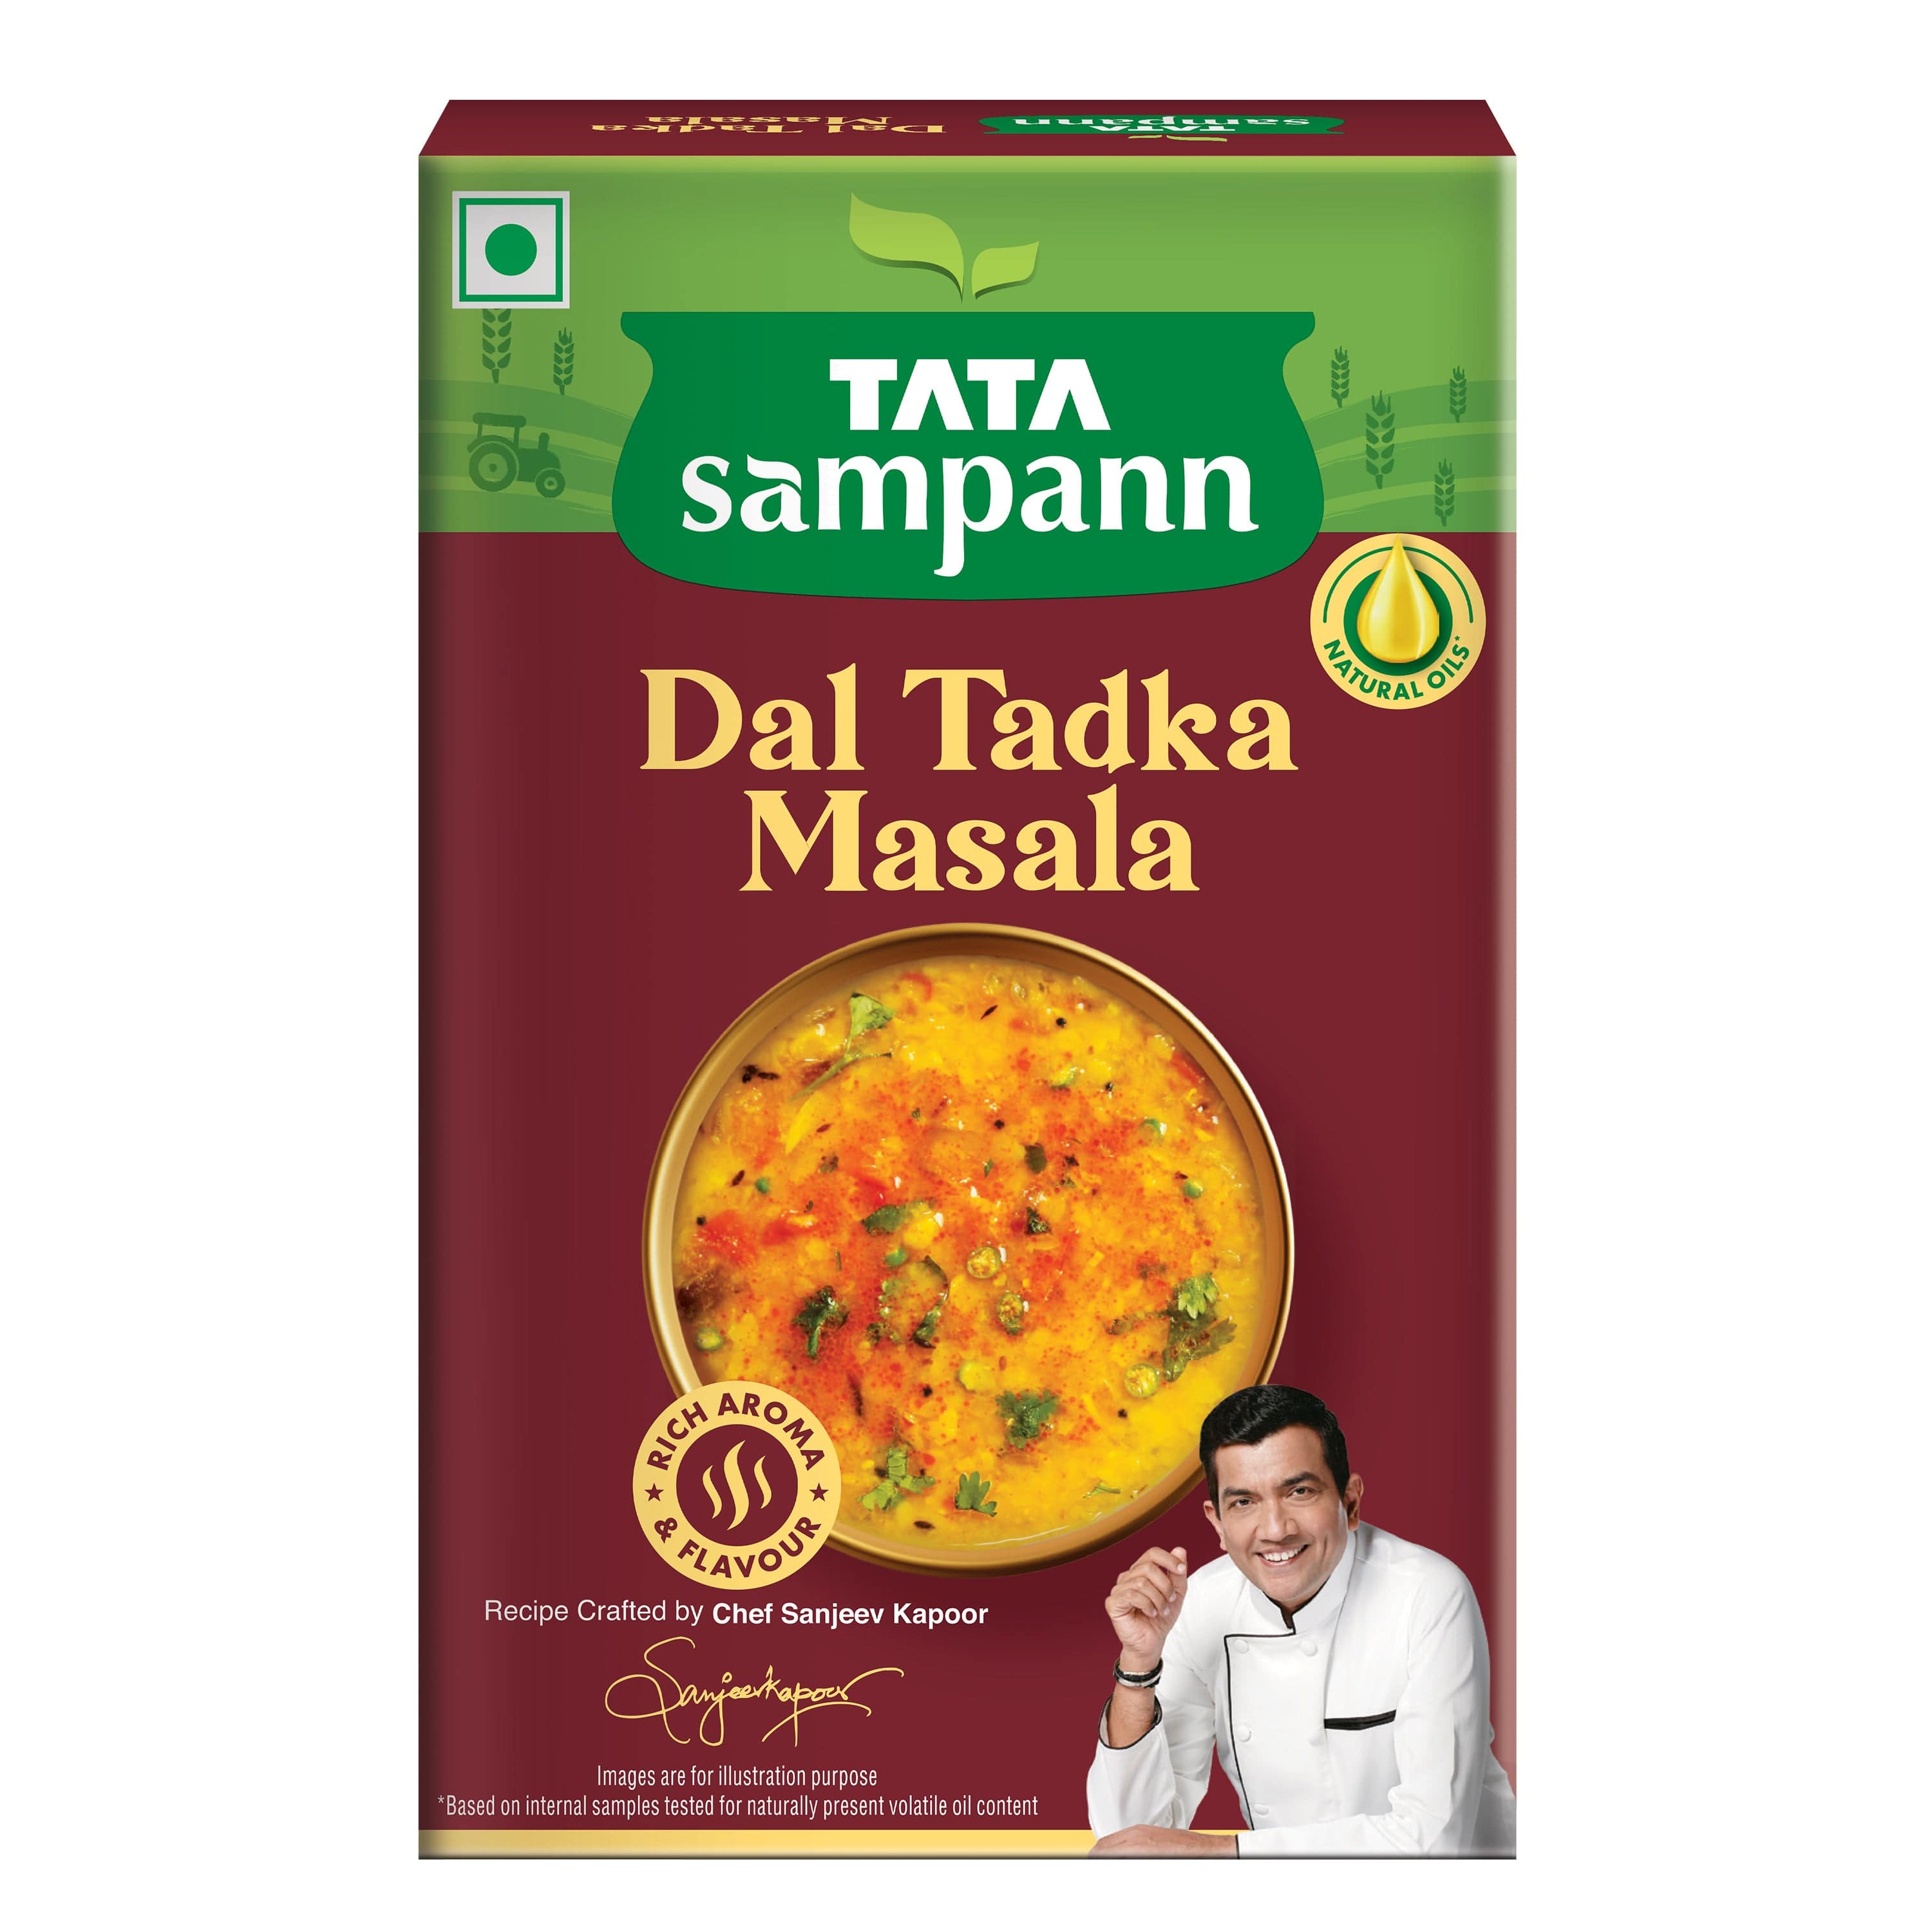 Dal Tadka
Masala
TATA
sampann
TATA
sampann
NATURAL OILS*
Dal Tadka
Masala
RICH AROMA
& FLAVOUR
Recipe Crafted by Chef Sanjeev Kapoor
Sanjeev Kapoor
Images are for illustration purpose
*Based on internal samples tested for naturally present volatile oil content